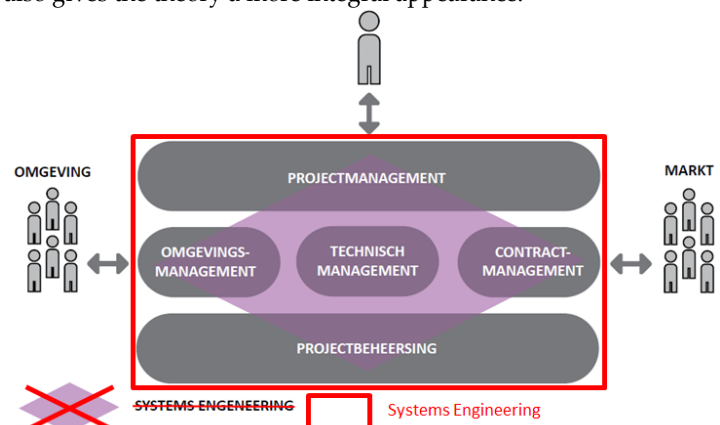 also gives the theory a more integral appearance.
OMGEVING
MARKT
PROJECTMANAGEMENT
OMGEVINGS-
MANAGEMENT
TECHNISCH
MANAGEMENT
CONTRACT-
MANAGEMENT
PROJECTBEHEERSING
SYSTEMS ENGENEERING
Systems Engineering